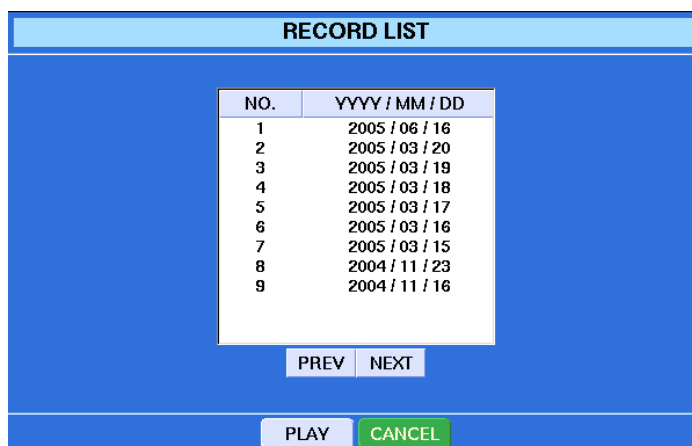 RECORD LIST
NO. YYYY / MM / DD
1 2005 / 06 / 16
2 2005 / 03 / 20
3 2005 / 03 / 19
4 2005 / 03 / 18
5 2005 / 03 / 17
6 2005 / 03 / 16
7 2005 / 03 / 15
8 2004 / 11 / 23
9 2004 / 11 / 16
PREV NEXT
PLAY CANCEL